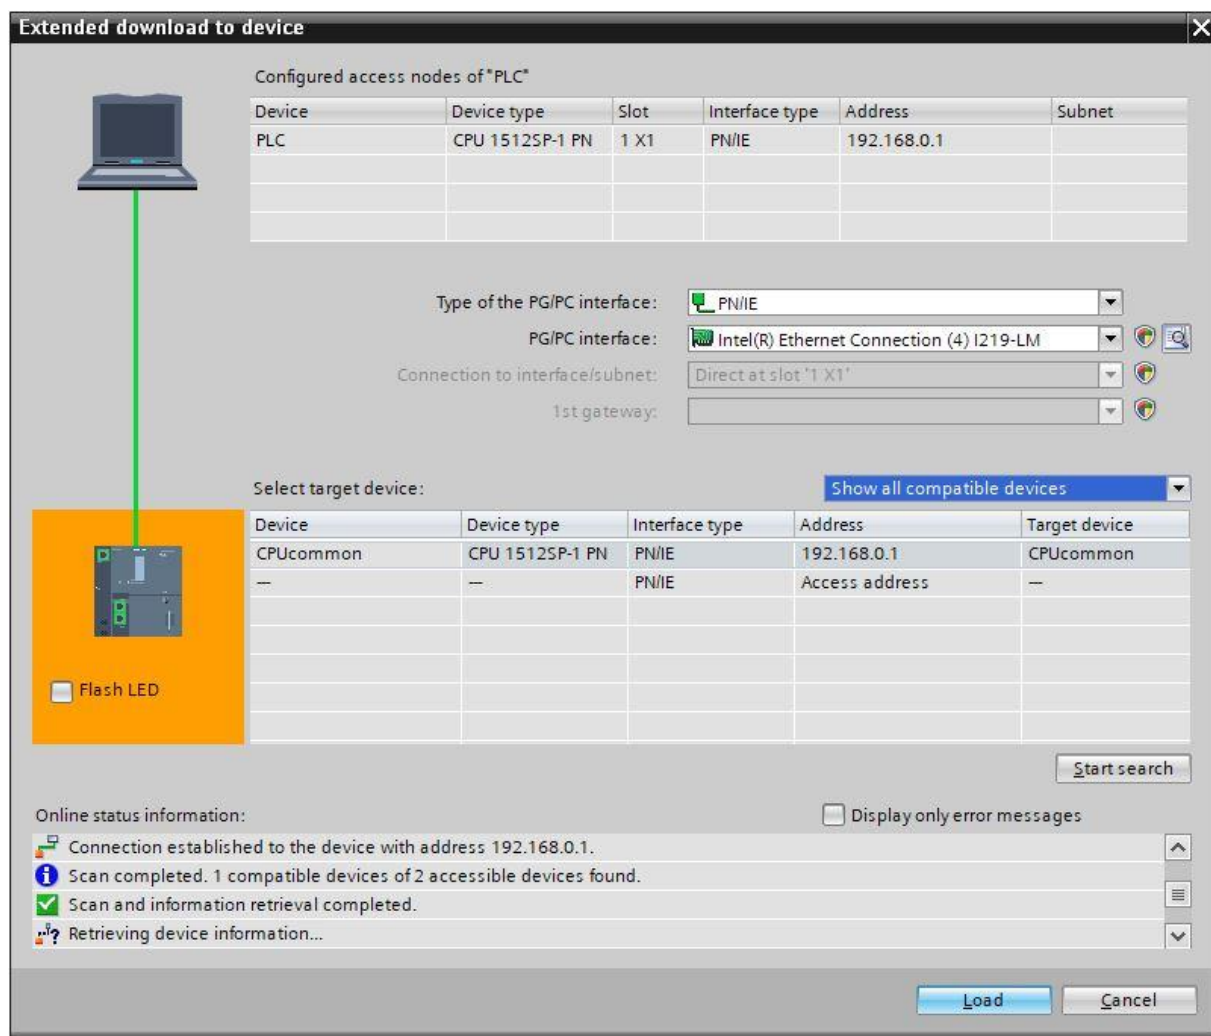 Extended download to device
Configured access nodes of "PLC"
Device Device type Slot Interface type Address Subnet
PLC CPU 1512SP-1 PN 1 X1 PN/IE 192.168.0.1
Type of the PG/PC interface: PN/IE
PG/PC interface: Intel(R) Ethernet Connection (4) I219-LM
Connection to interface/subnet: Direct at slot '1 X1'
1st gateway:
Select target device: Show all compatible devices
Device Device type Interface type Address Target device
CPUcommon CPU 1512SP-1 PN PN/IE 192.168.0.1 CPUcommon
— — PN/IE Access address —
Flash LED
Start search
Online status information: Display only error messages
Connection established to the device with address 192.168.0.1.
Scan completed. 1 compatible devices of 2 accessible devices found.
Scan and information retrieval completed.
Retrieving device information...
Load Cancel